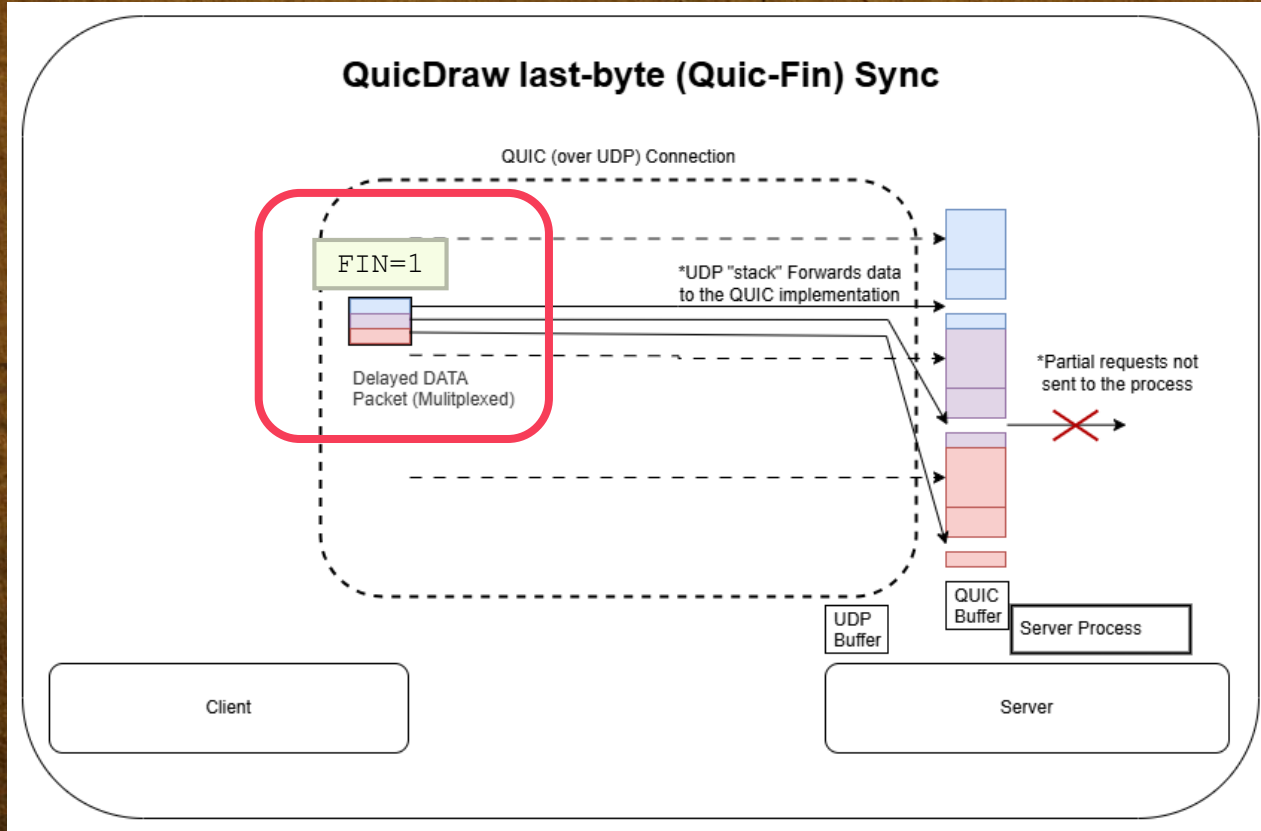 QuicDraw last-byte (Quic-Fin) Sync
QUIC (over UDP) Connection
FIN=1
*UDP "stack" Forwards data
to the QUIC implementation
Delayed DATA
Packet (Mulitplexed)
*Partial requests not
sent to the process
UDP
Buffer
QUIC
Buffer
Server Process
Client
Server